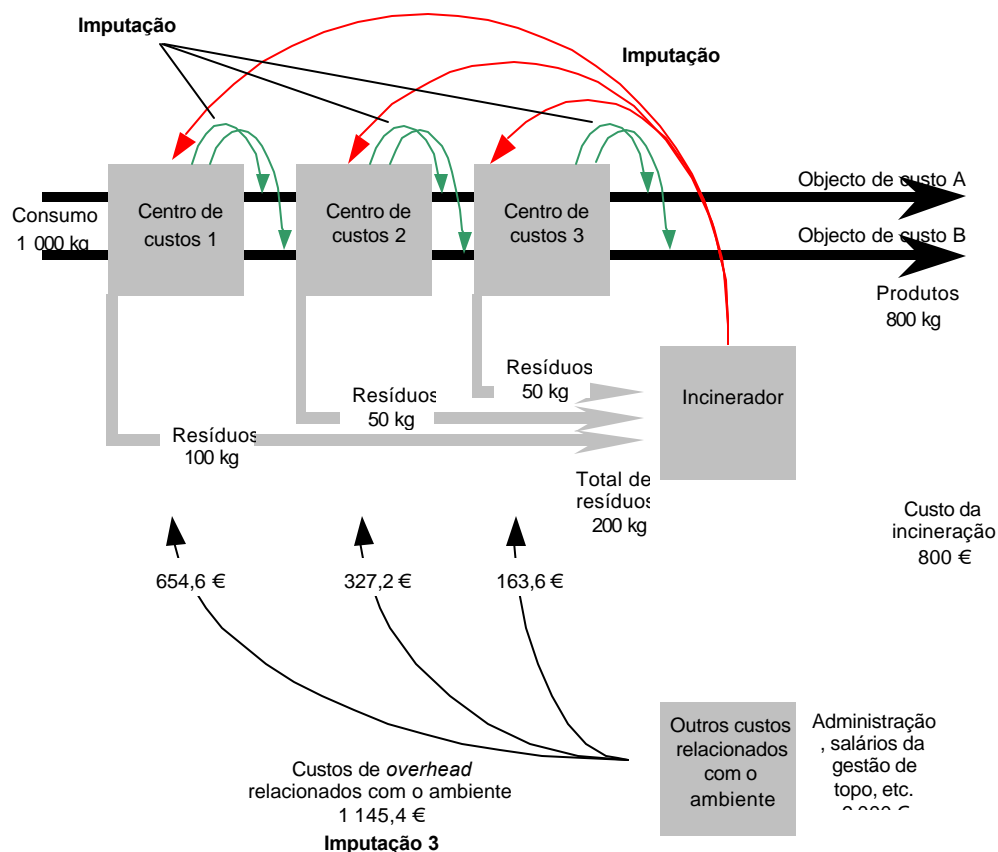 Imputação
Imputação
Objecto de custo A
Consumo
1 000 kg
Centro de
custos 1
Centro de
custos 2
Centro de
custos 3
Objecto de custo B
Produtos
800 kg
Resíduos
50 kg
Resíduos
50 kg
Resíduos
100 kg
Incinerador
Total de
resíduos
200 kg
Custo da
incineração
800 €
654,6 €
327,2 €
163,6 €
Outros custos
relacionados
com o
ambiente
Administração
, salários da
gestão de
topo, etc.
Custos de overhead
relacionados com o ambiente
1 145,4 €
Imputação 3